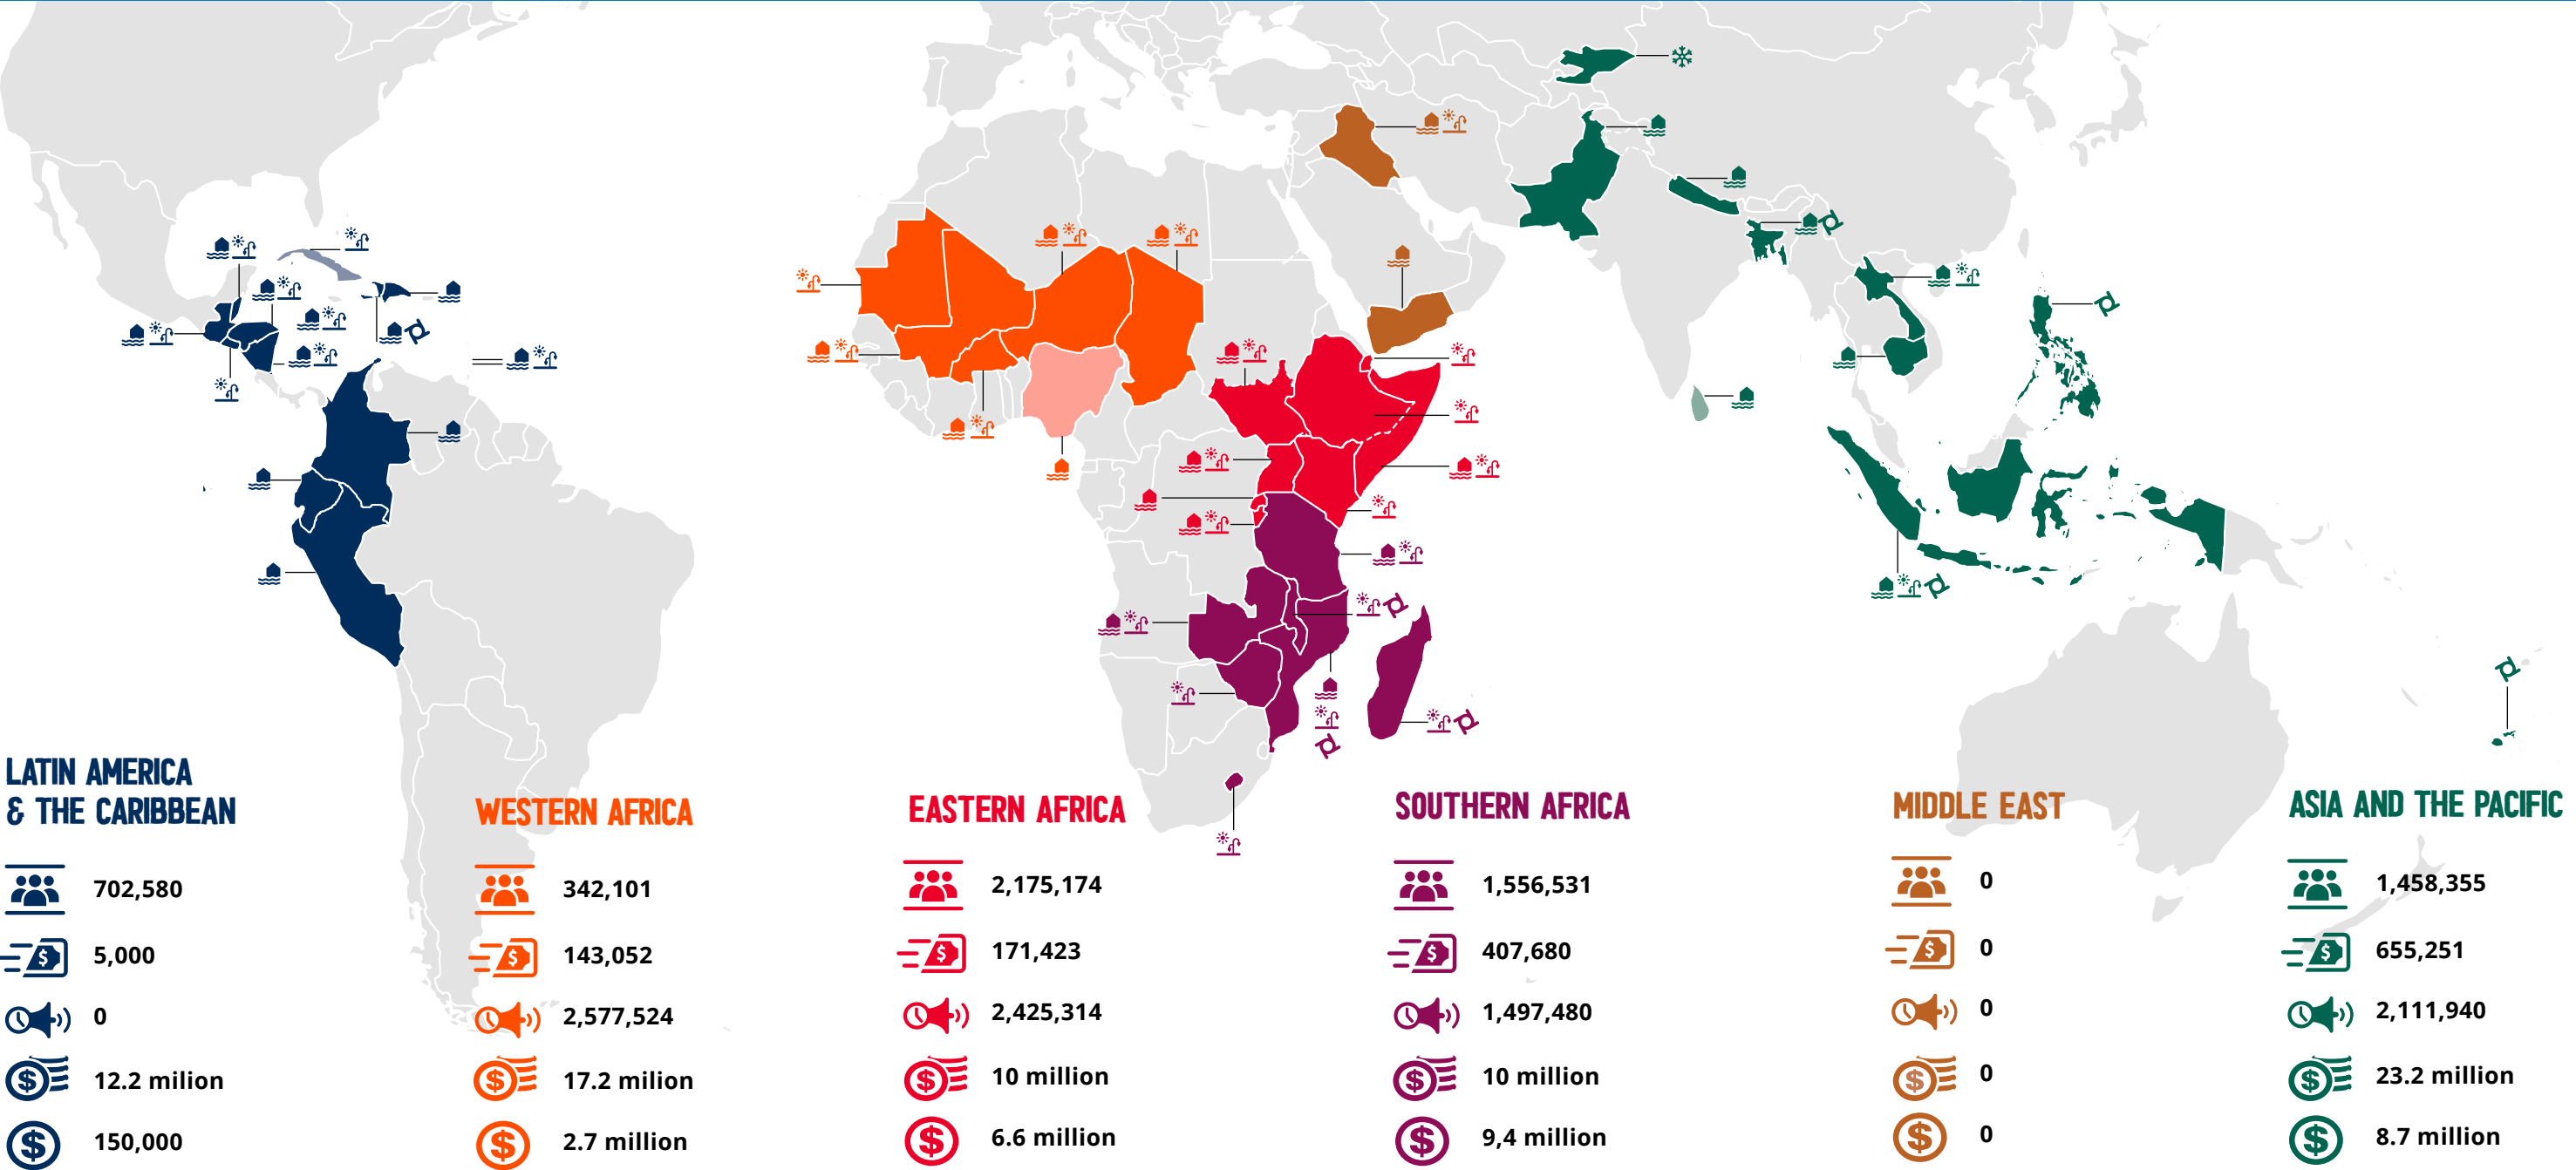 LATIN AMERICA
& THE CARIBBEAN
702,580
5,000
0
12.2 milion
150,000
WESTERN AFRICA
342,101
143,052
2,577,524
17.2 milion
2.7 million
EASTERN AFRICA
2,175,174
171,423
2,425,314
10 million
6.6 million
SOUTHERN AFRICA
1,556,531
407,680
1,497,480
10 million
9,4 million
MIDDLE EAST
0
0
0
0
0
ASIA AND THE PACIFIC
1,458,355
655,251
2,111,940
23.2 million
8.7 million